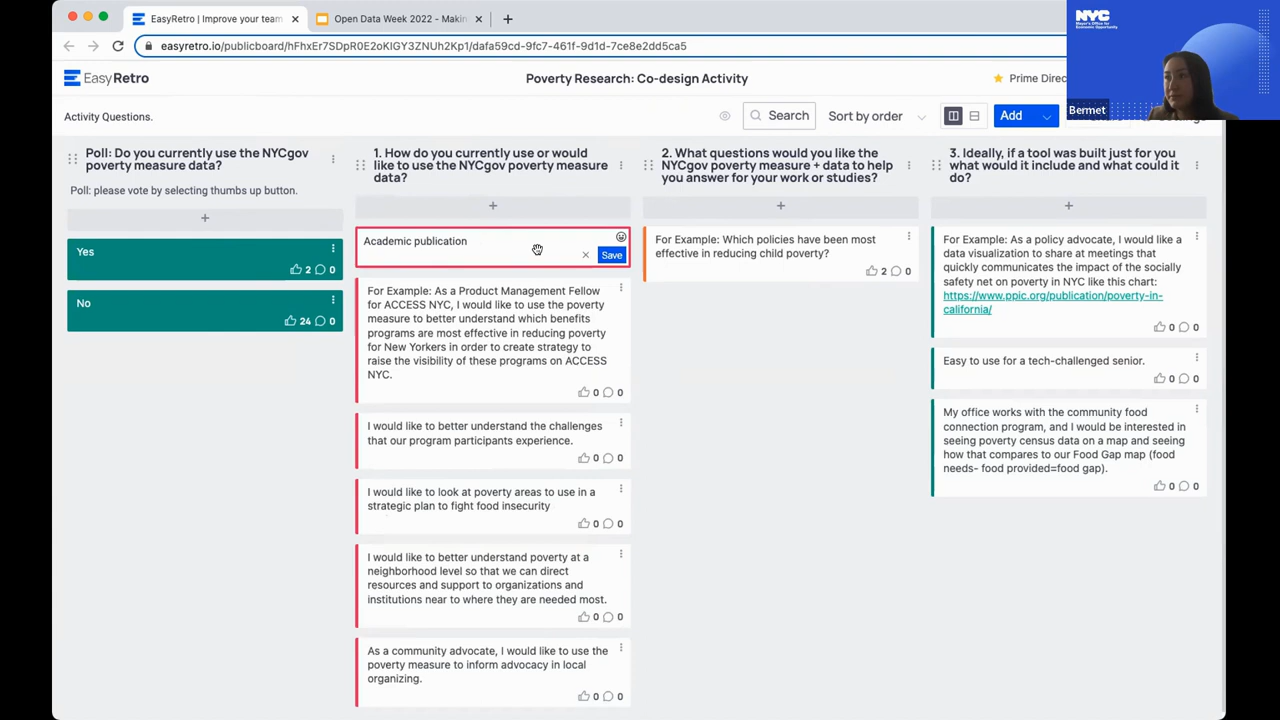 EasyRetro | Improve your team
Open Data Week 2022 - Makin
easyretro.io/publicboard/hFhxEr7SDpR0E2oKIGY3ZNUh2Kp1/dafa59cd-9fc7-461f-9d1d-7ce8e2dd5ca5
NYC
Mayor's Office for
Economic Opportunity
Bermet
EasyRetro
Poverty Research: Co-design Activity
Prime Direc
Activity Questions.
Search
Sort by order
Add
Poll: Do you currently use the NYCgov
poverty measure data?
Poll: please vote by selecting thumbs up button.
+
Yes
2 0
No
24 0
1. How do you currently use or would
like to use the NYCgov poverty measure
data?
+
Academic publication
Save
For Example: As a Product Management Fellow
for ACCESS NYC, I would like to use the poverty
measure to better understand which benefits
programs are most effective in reducing poverty
for New Yorkers in order to create strategy to
raise the visibility of these programs on ACCESS
NYC.
0 0
I would like to better understand the challenges
that our program participants experience.
0 0
I would like to look at poverty areas to use in a
strategic plan to fight food insecurity
0 0
I would like to better understand poverty at a
neighborhood level so that we can direct
resources and support to organizations and
institutions near to where they are needed most.
0 0
As a community advocate, I would like to use the
poverty measure to inform advocacy in local
organizing.
0 0
2. What questions would you like the
NYCgov poverty measure + data to help
you answer for your work or studies?
+
For Example: Which policies have been most
effective in reducing child poverty?
2 0
3. Ideally, if a tool was built just for you
what would it include and what could it
do?
+
For Example: As a policy advocate, I would like a
data visualization to share at meetings that
quickly communicates the impact of the socially
safety net on poverty in NYC like this chart:
https://www.ppic.org/publication/poverty-in-
california/
0 0
Easy to use for a tech-challenged senior.
0 0
My office works with the community food
connection program, and I would be interested in
seeing poverty census data on a map and seeing
how that compares to our Food Gap map (food
needs- food provided=food gap).
0 0